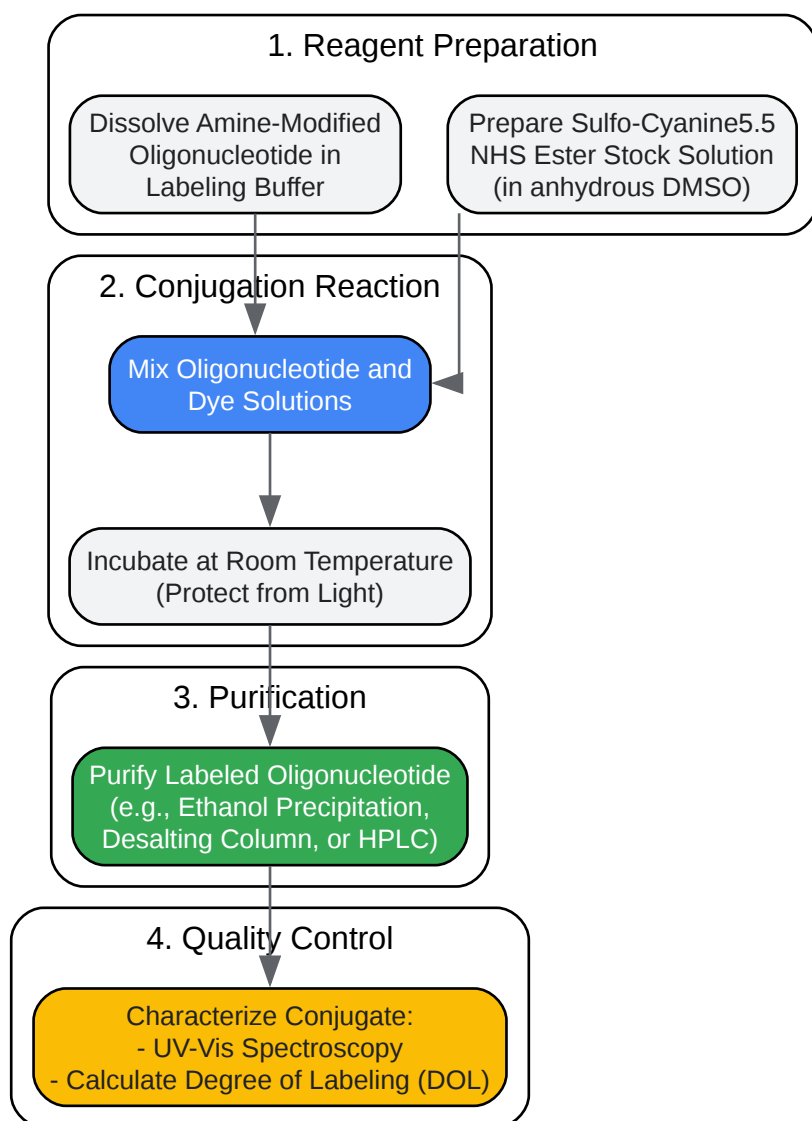 1. Reagent Preparation
Dissolve Amine-Modified
Oligonucleotide in
Labeling Buffer
Prepare Sulfo-Cyanine5.5
NHS Ester Stock Solution
(in anhydrous DMSO)
2. Conjugation Reaction
Mix Oligonucleotide and
Dye Solutions
Incubate at Room Temperature
(Protect from Light)
3. Purification
Purify Labeled Oligonucleotide
(e.g., Ethanol Precipitation,
Desalting Column, or HPLC)
4. Quality Control
Characterize Conjugate:
- UV-Vis Spectroscopy
- Calculate Degree of Labeling (DOL)